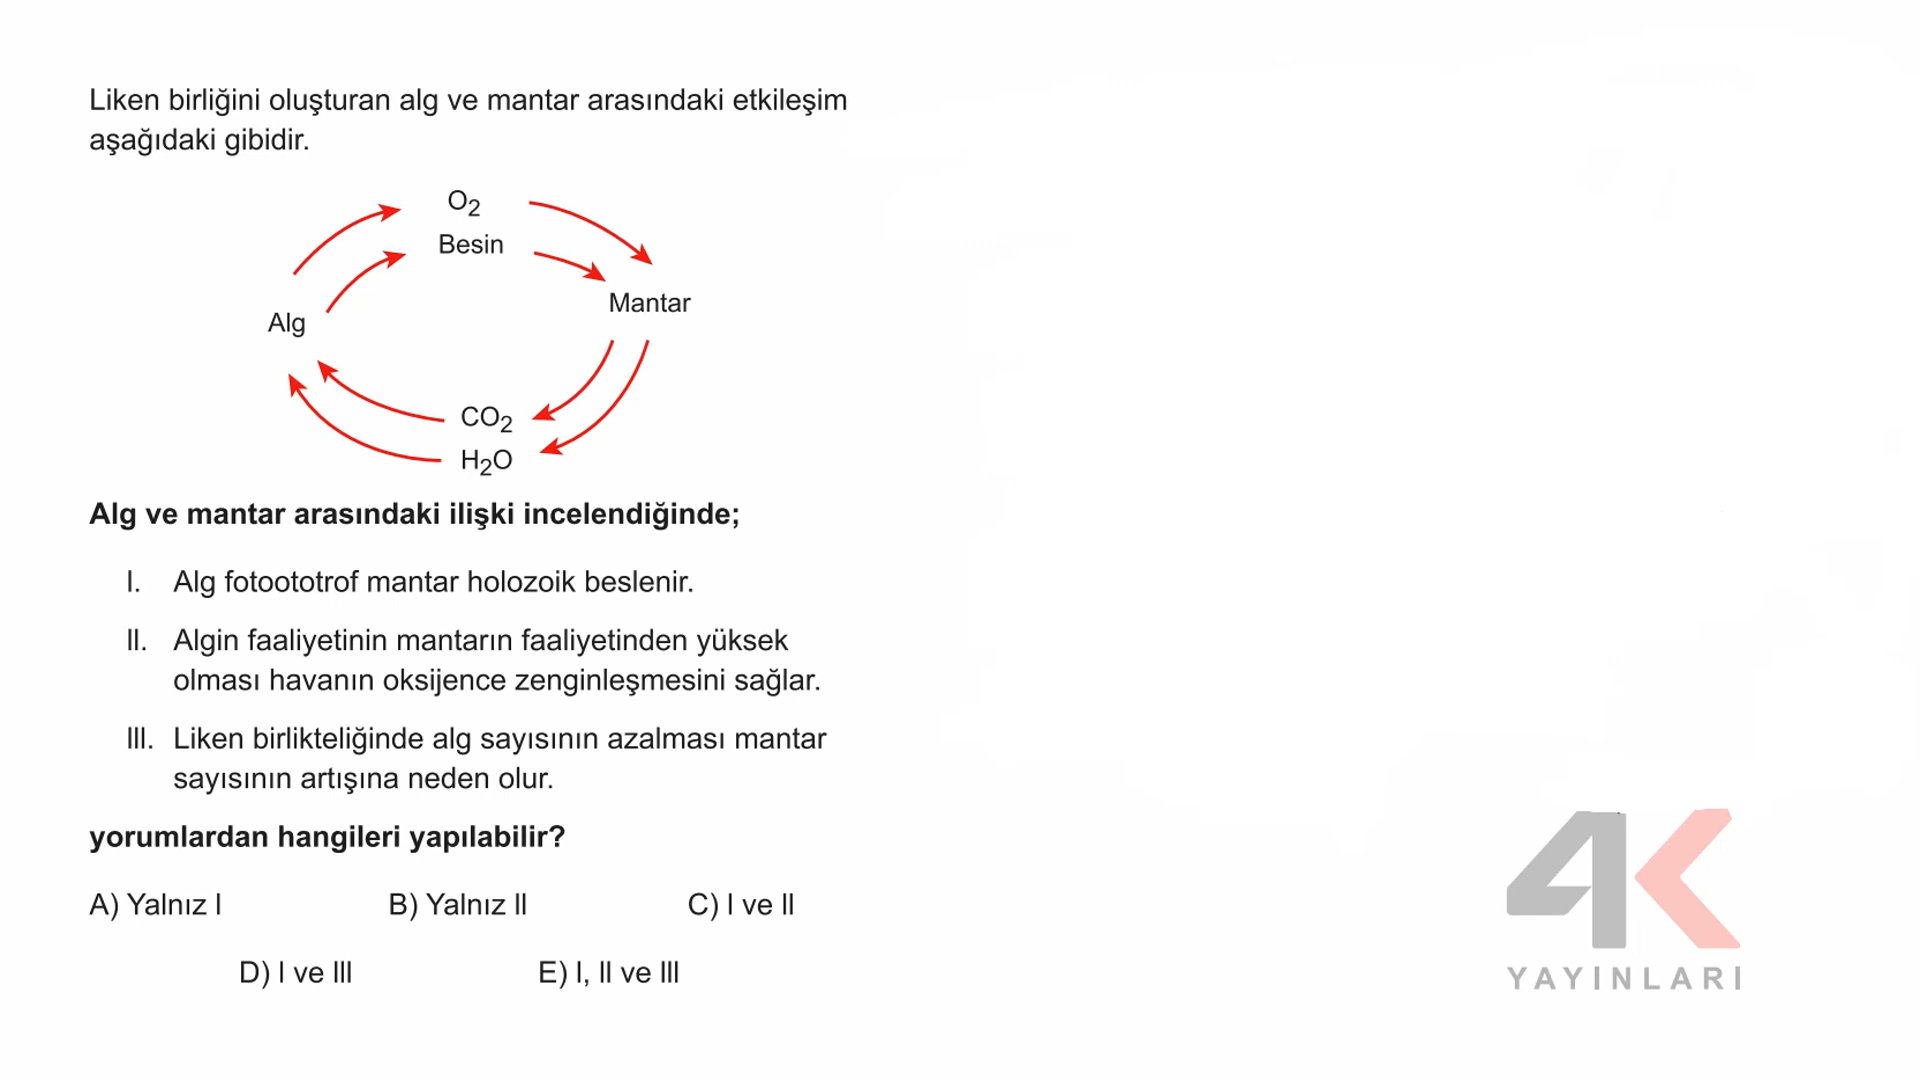 Liken birliğini oluşturan alg ve mantar arasındaki etkileşim
aşağıdaki gibidir.
O2
Besin
Mantar
Alg
CO2
H2O
Alg ve mantar arasındaki ilişki incelendiğinde;
I. Alg fotoototrof mantar holozoik beslenir.
II. Algin faaliyetinin mantarın faaliyetinden yüksek
olması havanın oksijence zenginleşmesini sağlar.
III. Liken birlikteliğinde alg sayısının azalması mantar
sayısının artışına neden olur.
yorumlardan hangileri yapılabilir?
A) Yalnız I B) Yalnız II C) I ve II
D) I ve III E) I, II ve III
4K
YAYINLARI